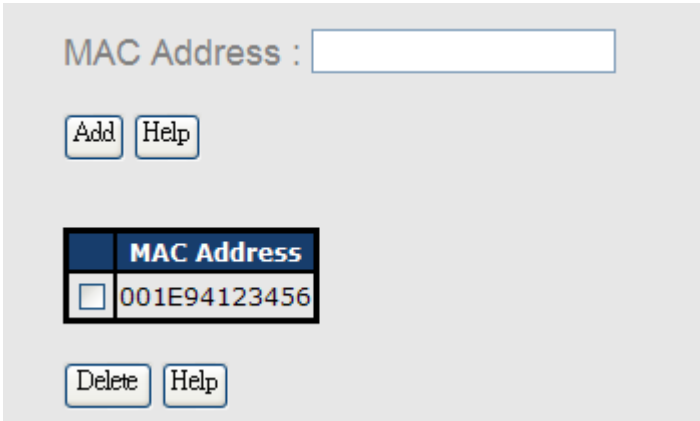 MAC Address :
Add Help
MAC Address
001E94123456
Delete Help